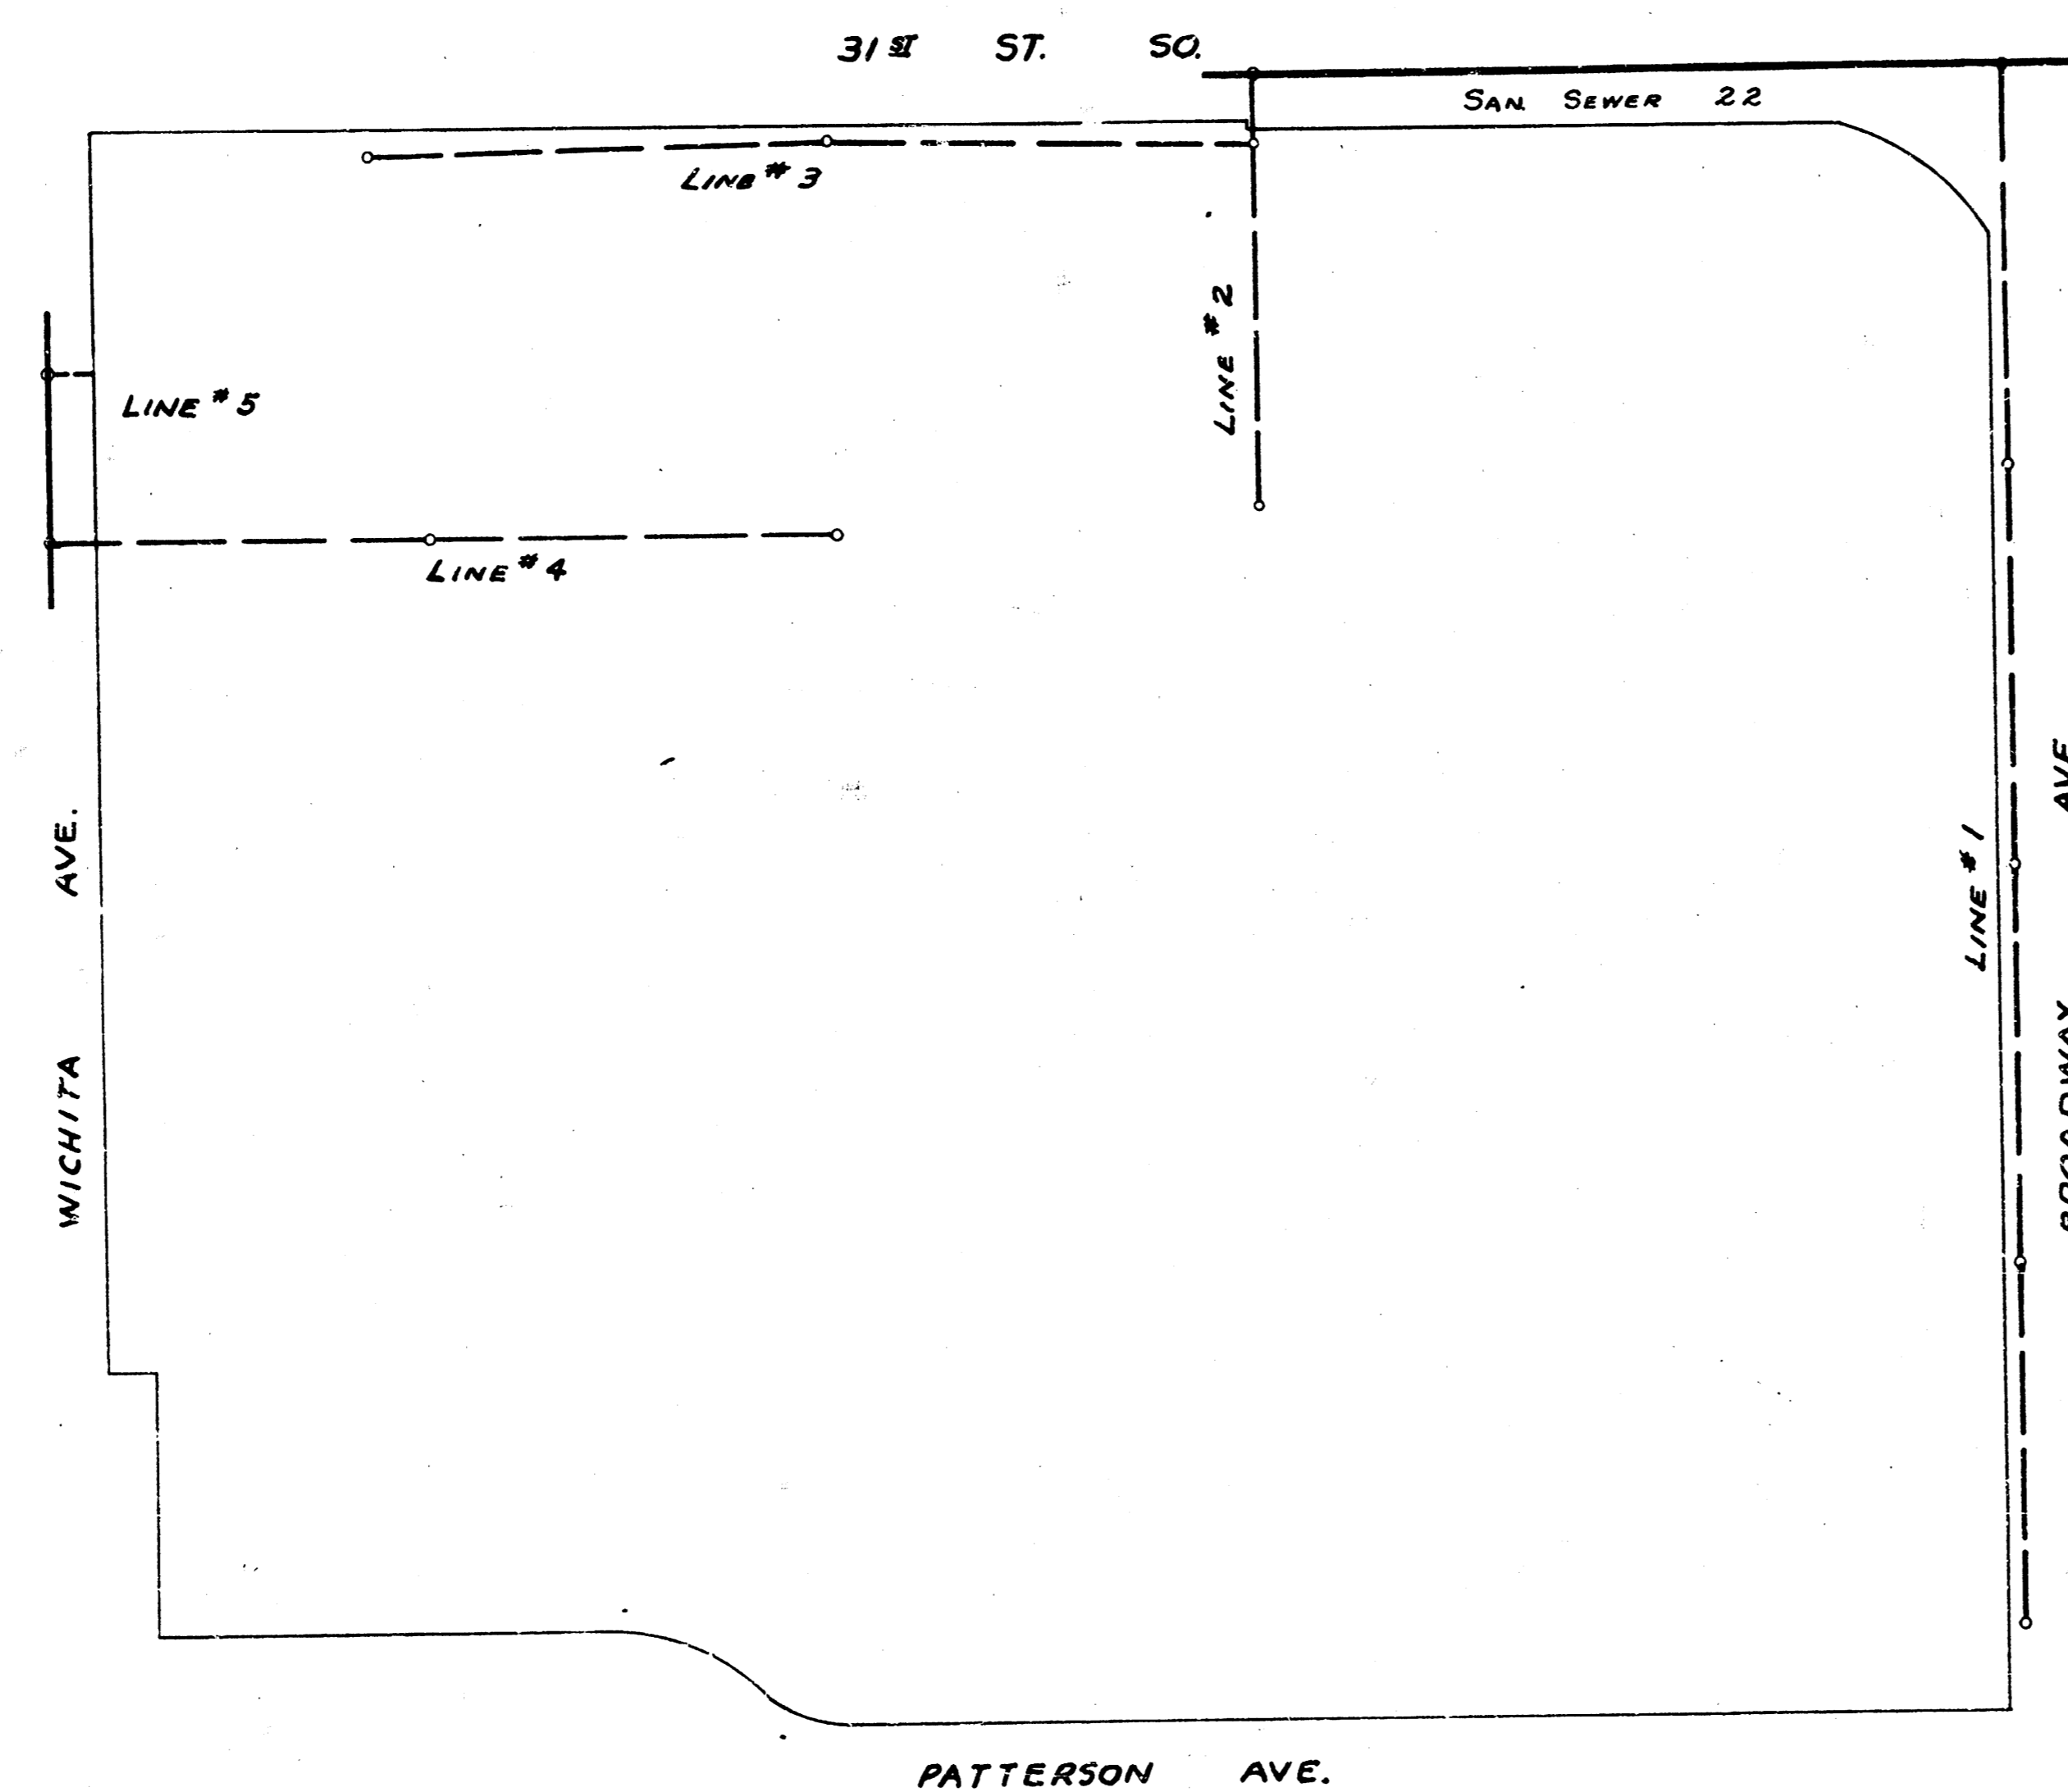 31ST ST. SO.
SAN. SEWER 22
LINE # 3
LINE # 2
LINE # 5
LINE # 4
LINE # 1
WICHITA AVE.
BROADWAY AVE.
PATTERSON AVE.